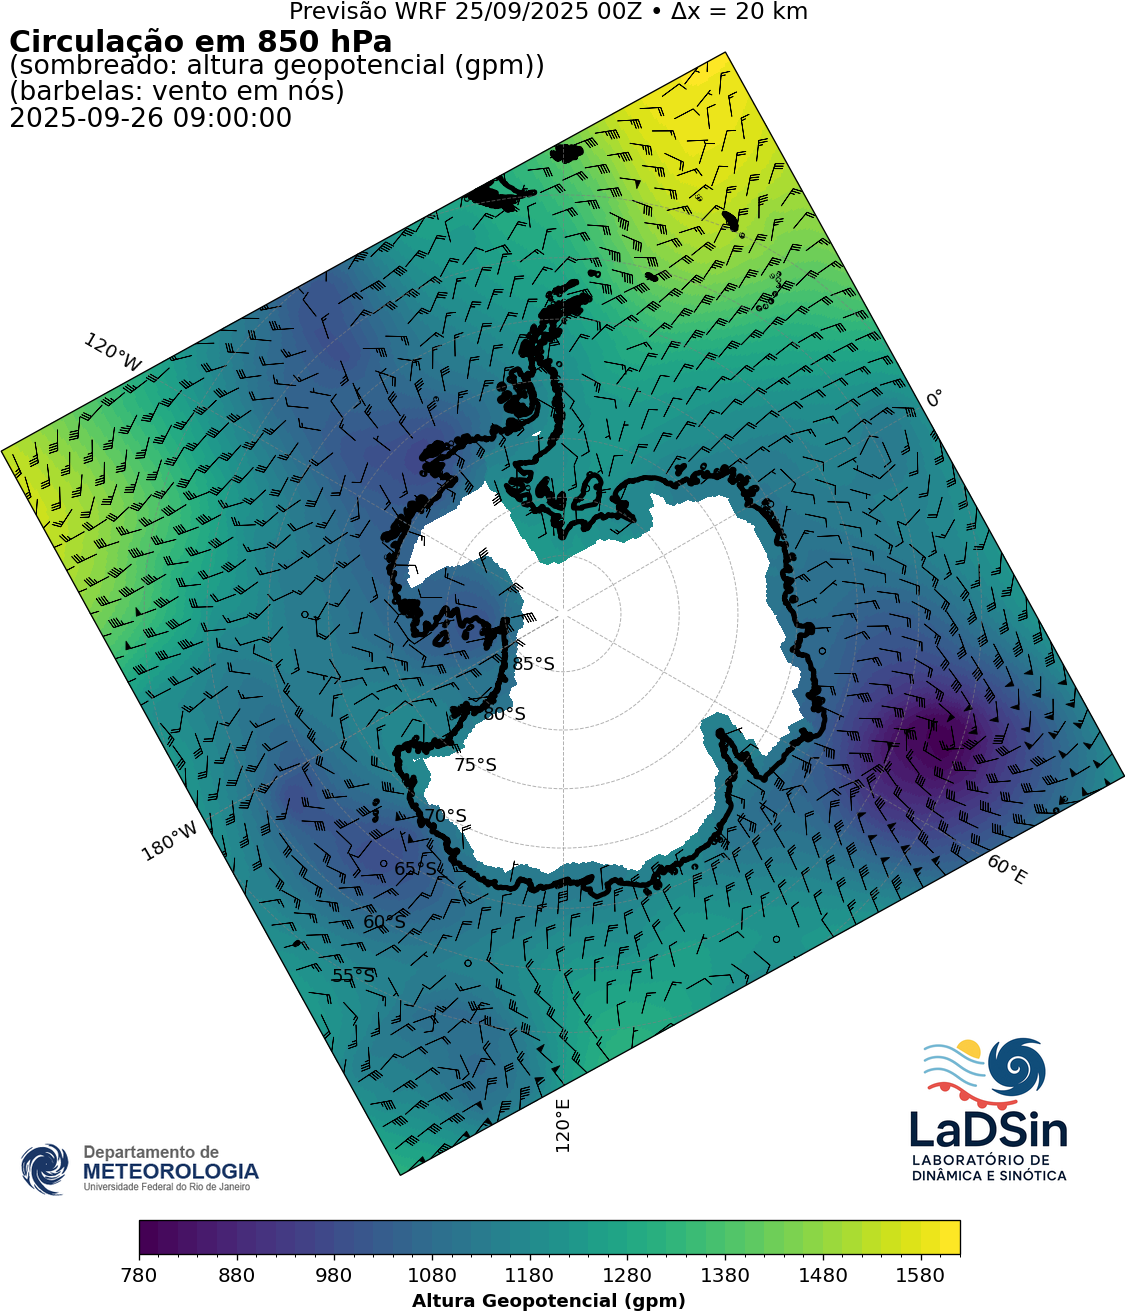 Previsão WRF 25/09/2025 00Z • Δx = 20 km
Circulação em 850 hPa
(sombreado: altura geopotencial (gpm))
(barbelas: vento em nós)
2025-09-26 09:00:00
120°W
0°
85°S
80°S
75°S
70°S
65°S
180°W
60°E
60°S
55°S
120°E
LaDSin
LABORATÓRIO DE
DINÂMICA E SINÓTICA
Departamento de
METEOROLOGIA
Universidade Federal do Rio de Janeiro
780 880 980 1080 1180 1280 1380 1480 1580
Altura Geopotencial (gpm)